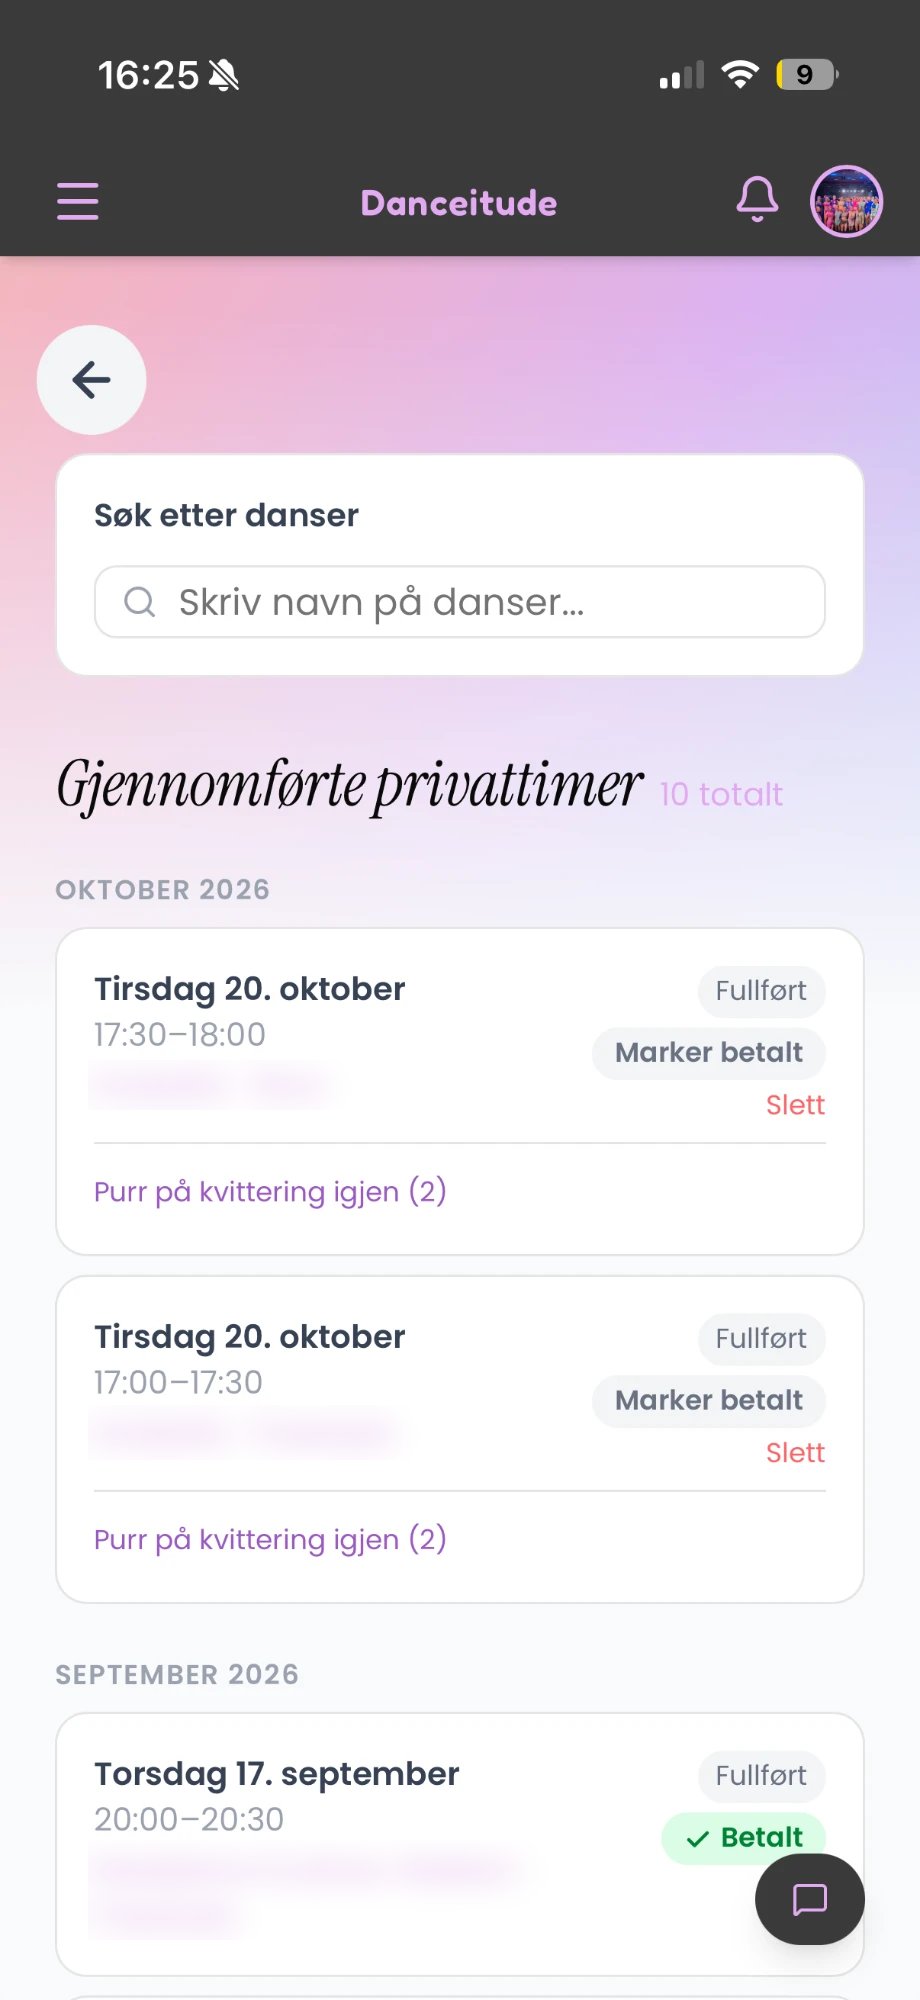 16:25
9
Danceitude
Søk etter danser
Skriv navn på danser...
Gjennomførte privattimer 10 totalt
OKTOBER 2026
Tirsdag 20. oktober
Fullført
17:30–18:00
Marker betalt
Slett
Purr på kvittering igjen (2)
Tirsdag 20. oktober
Fullført
17:00–17:30
Marker betalt
Slett
Purr på kvittering igjen (2)
SEPTEMBER 2026
Torsdag 17. september
Fullført
20:00–20:30
Betalt